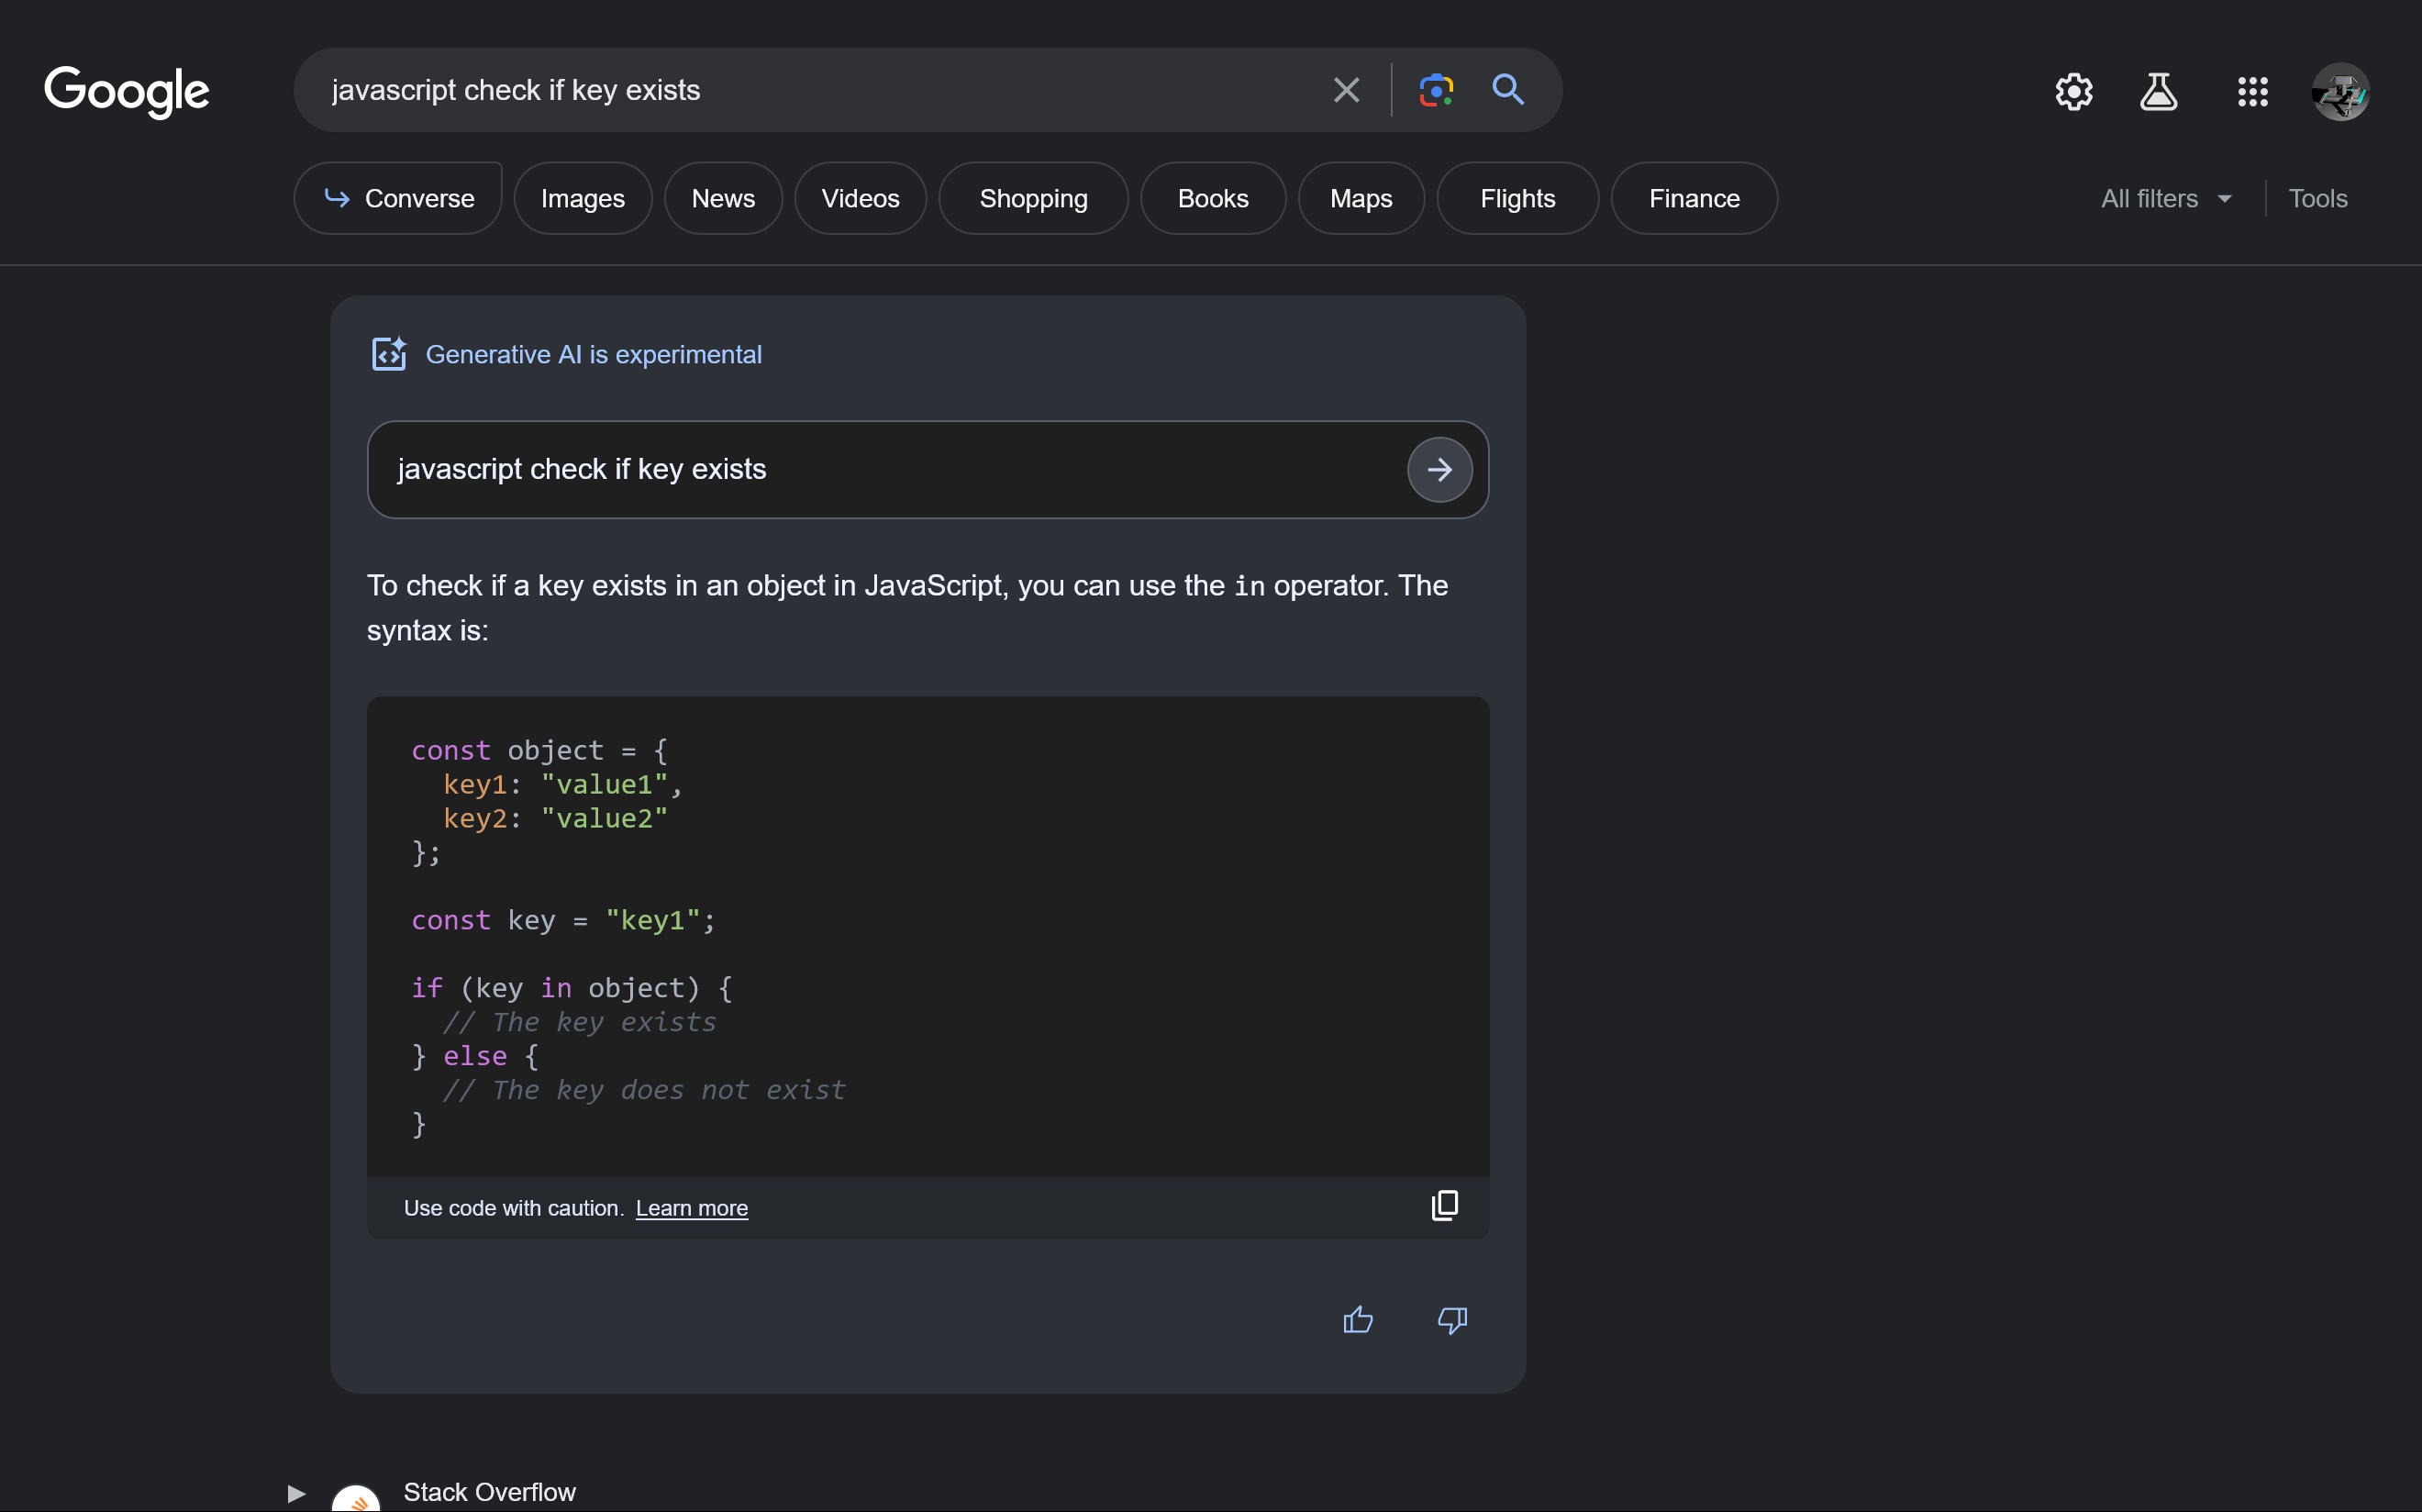 Google
javascript check if key exists
Converse Images News Videos Shopping Books Maps Flights Finance All filters Tools
Generative AI is experimental
javascript check if key exists
To check if a key exists in an object in JavaScript, you can use the in operator. The
syntax is:
const object = {
  key1: "value1",
  key2: "value2"
};
const key = "key1";
if (key in object) {
  // The key exists
} else {
  // The key does not exist
}
Use code with caution. Learn more
Stack Overflow